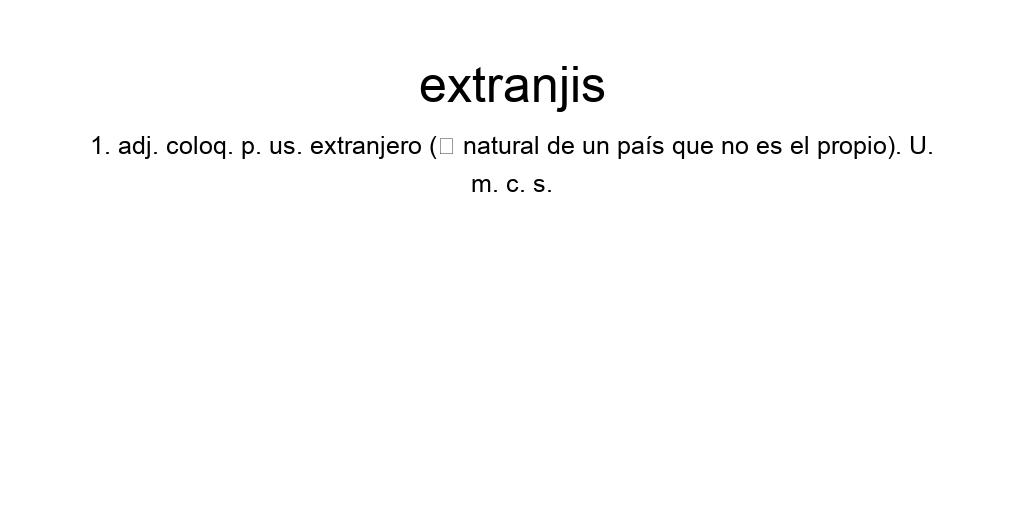 extranjis
1. adj. coloq. p. us. extranjero (□ natural de un país que no es el propio). U.
m. c. s.